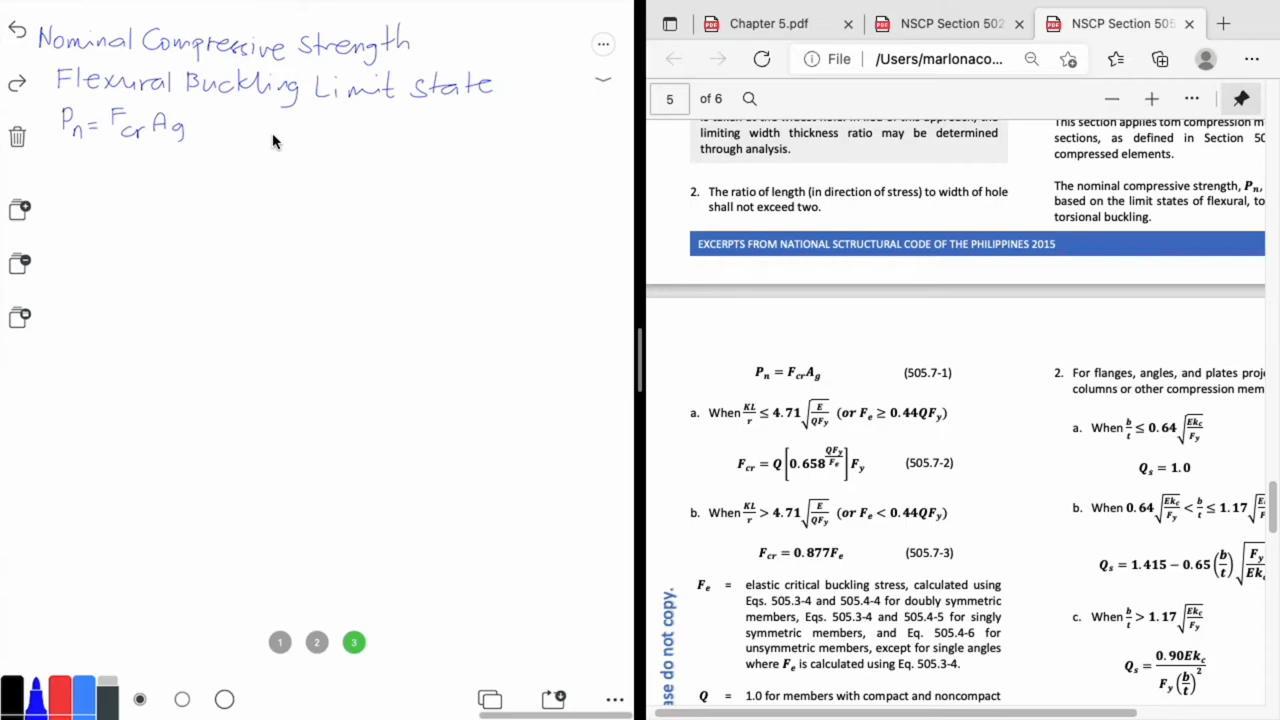 Nominal Compressive Strength
Flexural Buckling Limit State
Pn = Fcr Ag
1 2 3
Chapter 5.pdf
NSCP Section 502
NSCP Section 505
File /Users/marlonaco...
5 of 6
limiting width thickness ratio may be determined
through analysis.
2. The ratio of length (in direction of stress) to width of hole
shall not exceed two.
This section applies tom compression m
sections, as defined in Section 50
compressed elements.
The nominal compressive strength, Pn,
based on the limit states of flexural, to
torsional buckling.
EXCERPTS FROM NATIONAL SCTRUCTURAL CODE OF THE PHILIPPINES 2015
Pn = FcrAg (505.7-1)
a. When KL/r ≤ 4.71√(E/QFy) (or Fe ≥ 0.44QFy)
Fcr = Q[0.658^(QFy/Fe)]Fy (505.7-2)
b. When KL/r > 4.71√(E/QFy) (or Fe < 0.44QFy)
Fcr = 0.877Fe (505.7-3)
Fe = elastic critical buckling stress, calculated using
Eqs. 505.3-4 and 505.4-4 for doubly symmetric
members, Eqs. 505.3-4 and 505.4-5 for singly
symmetric members, and Eq. 505.4-6 for
unsymmetric members, except for single angles
where Fe is calculated using Eq. 505.3-4.
Q = 1.0 for members with compact and noncompact
ase do not copy.
2. For flanges, angles, and plates proj
columns or other compression mem
a. When b/t ≤ 0.64√(Ekc/Fy)
Qs = 1.0
b. When 0.64√(Ekc/Fy) < b/t ≤ 1.17√(E/F
Qs = 1.415 − 0.65(b/t)√(Fy/Ekc
c. When b/t > 1.17√(Ekc/Fy)
Qs = 0.90Ekc/Fy(b/t)²